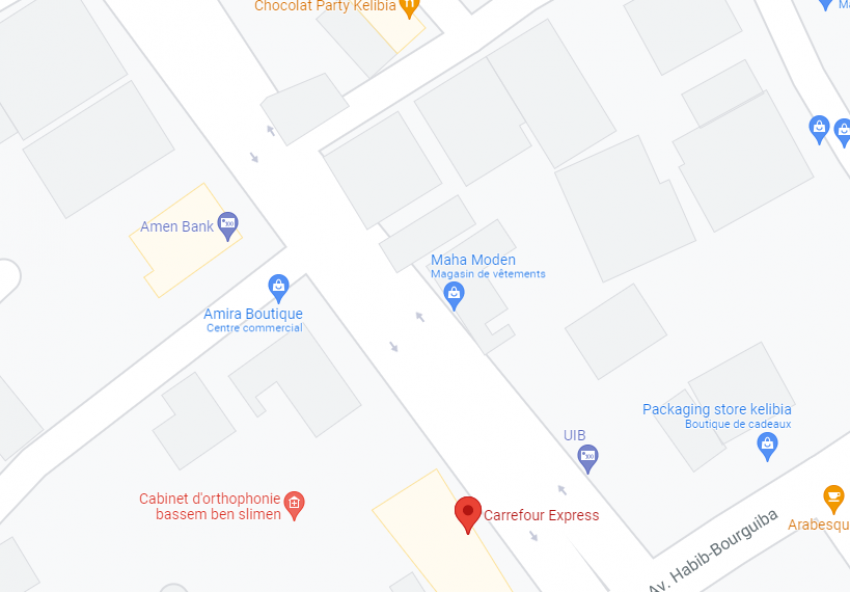 Chocolat Party Kelibia
Amen Bank
Maha Moden
Magasin de vêtements
Amira Boutique
Centre commercial
Packaging store kelibia
Boutique de cadeaux
UIB
Cabinet d'orthophonie
bassem ben slimen
Carrefour Express
Arabesqu
Av. Habib-Bourguiba